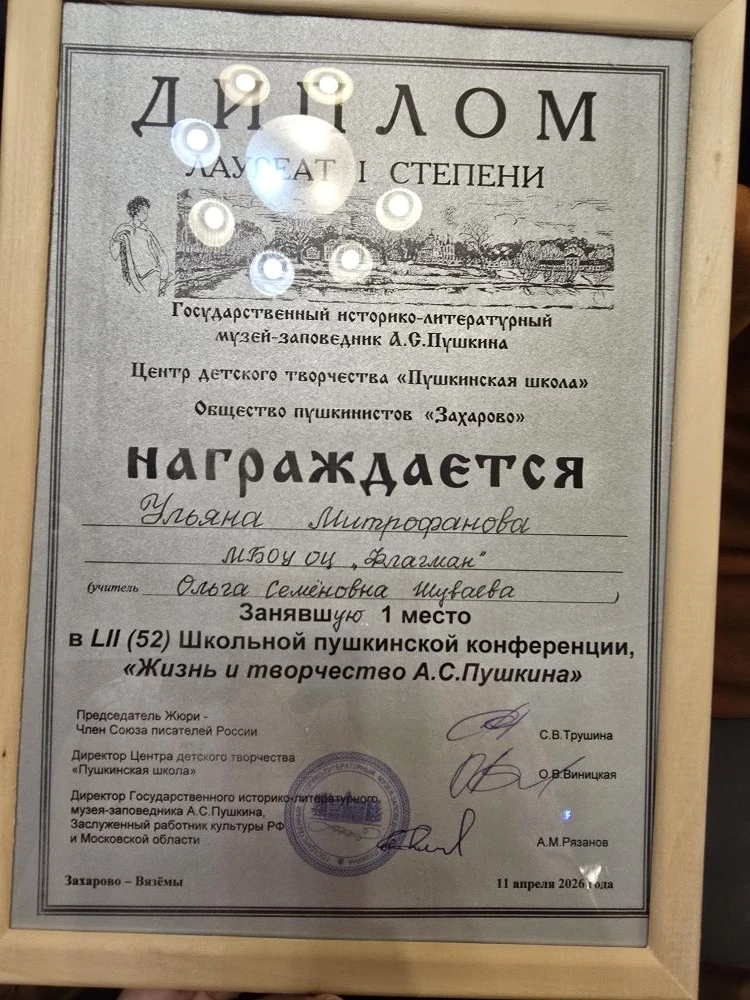 ДИПЛОМ
ЛАУРЕАТ I СТЕПЕНИ
Государственный историко-литературный
музей-заповедник А.С.Пушкина
Центр детского творчества «Пушкинская школа»
Общество пушкинистов «Захарово»
награждается
Ульяна Митрофанова
МБОУ ОЦ „Флагман"
(учитель Ольга Семёновна Шуваева )
Занявшую 1 место
в LII (52) Школьной пушкинской конференции,
«Жизнь и творчество А.С.Пушкина»
Председатель Жюри -
Член Союза писателей России
С.В.Трушина
Директор Центра детского творчества
«Пушкинская школа»
О.В.Виницкая
Директор Государственного историко-литературного
музея-заповедника А.С.Пушкина,
Заслуженный работник культуры РФ
и Московской области
А.М.Рязанов
Захарово – Вязёмы
11 апреля 2026 года